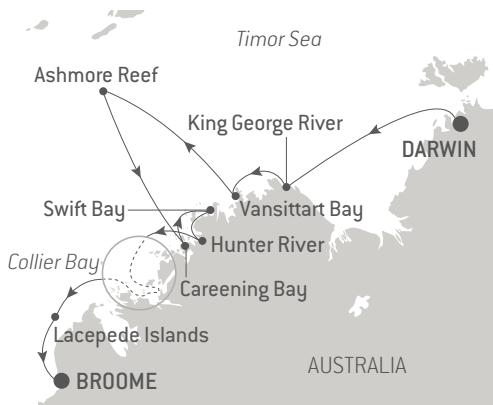 Timor Sea
Ashmore Reef
King George River
DARWIN
Swift Bay
Vansittart Bay
Hunter River
Collier Bay
Careening Bay
Lacepede Islands
AUSTRALIA
BROOME